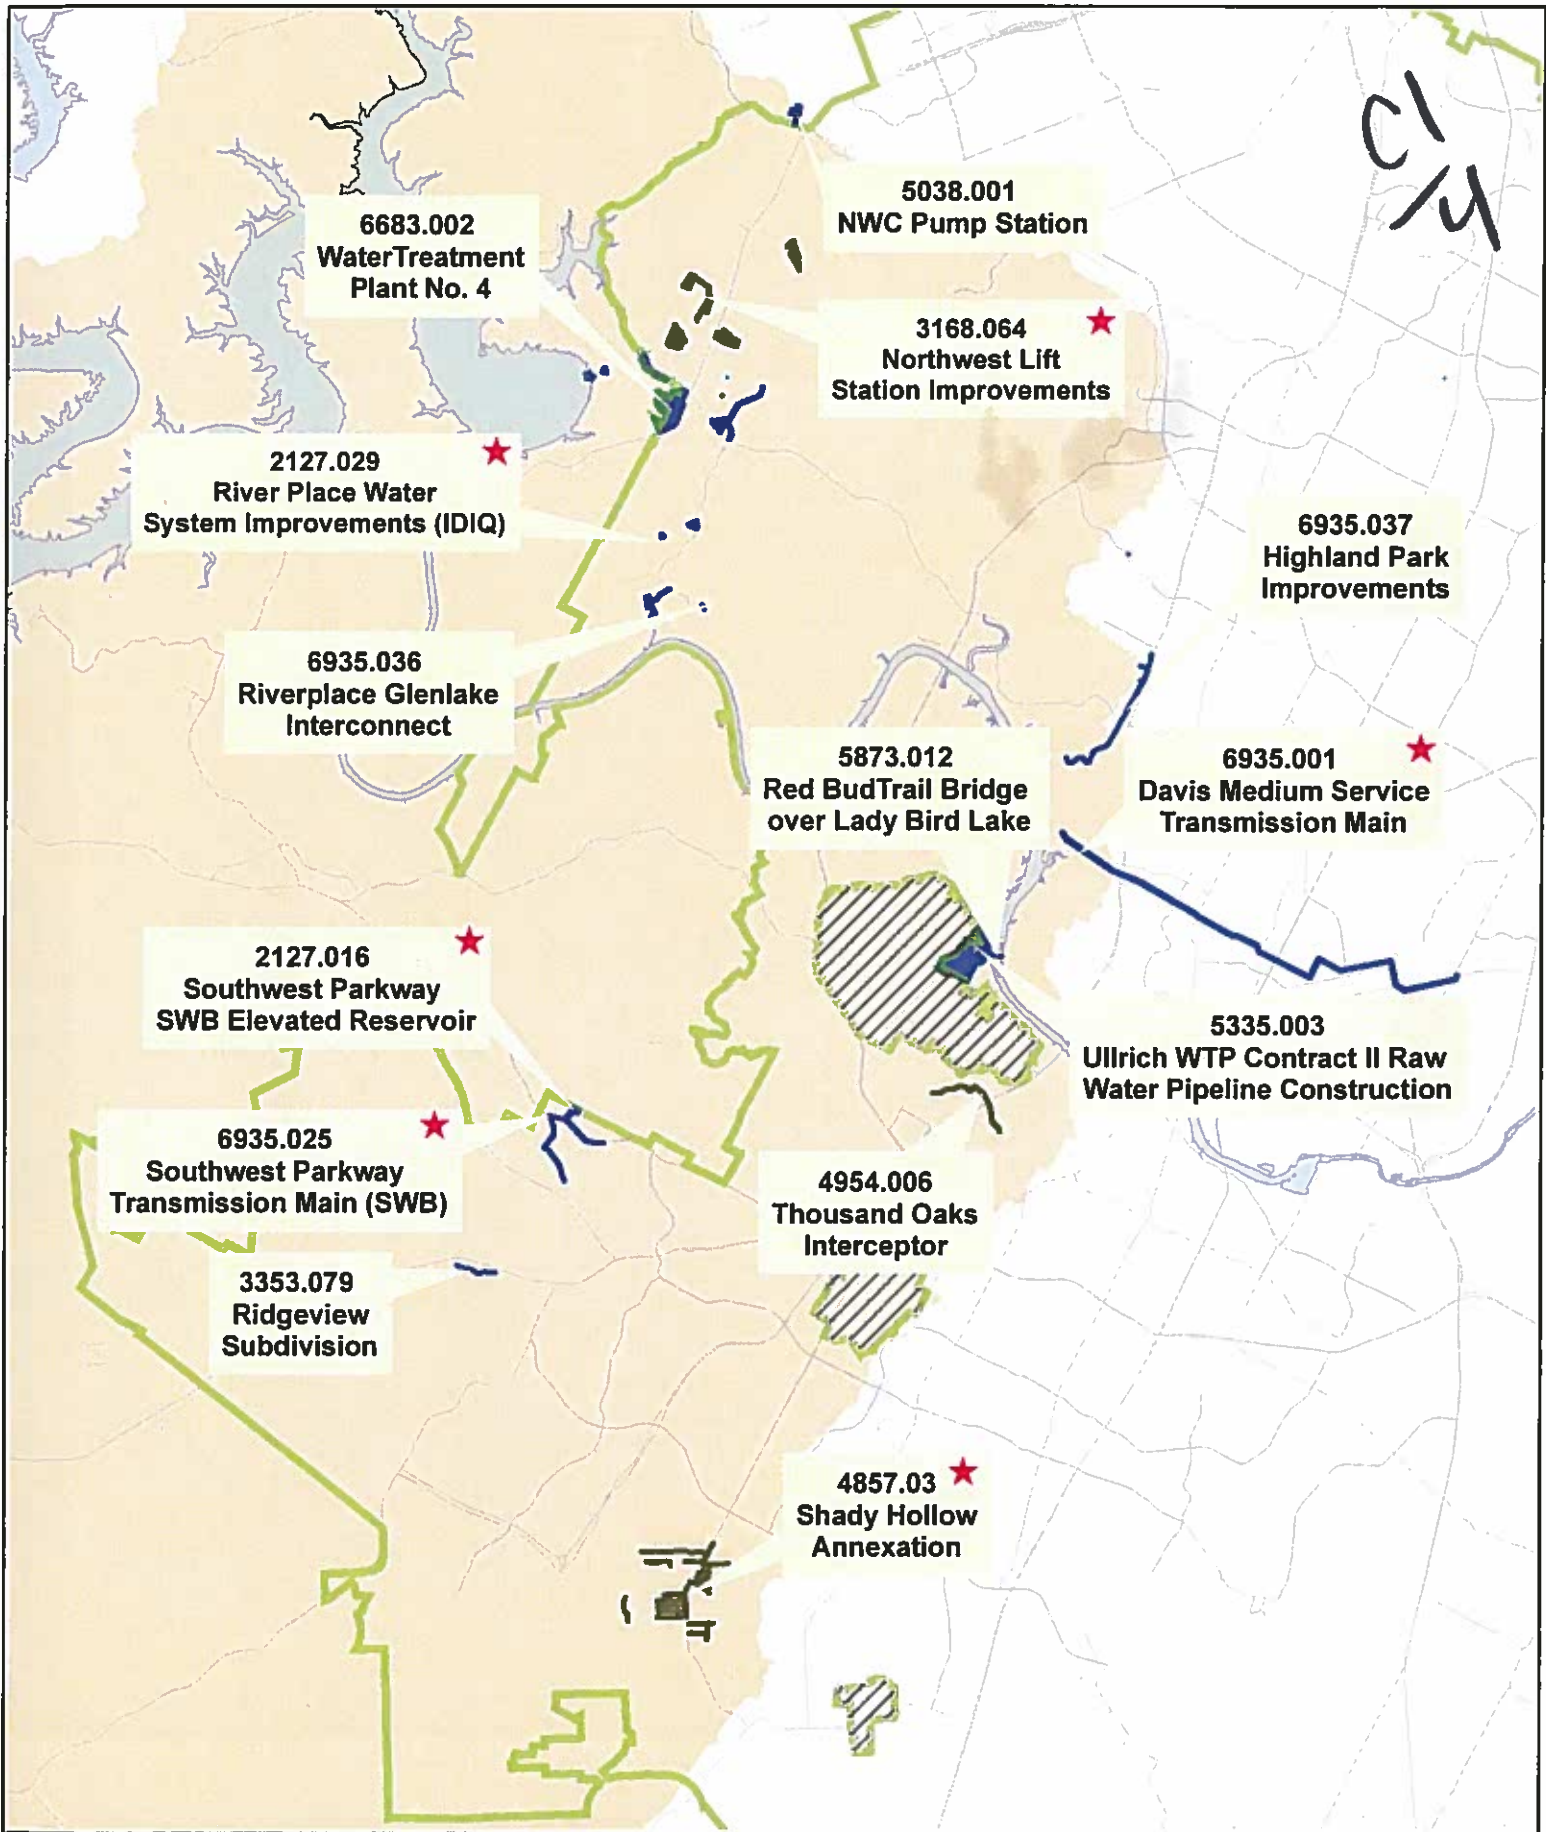 5038.001
NWC Pump Station
6683.002
WaterTreatment
Plant No. 4
3168.064
Northwest Lift
Station Improvements
2127.029
River Place Water
System Improvements (IDIQ)
6935.037
Highland Park
Improvements
6935.036
Riverplace Glenlake
Interconnect
5873.012
Red BudTrail Bridge
over Lady Bird Lake
6935.001
Davis Medium Service
Transmission Main
2127.016
Southwest Parkway
SWB Elevated Reservoir
5335.003
Ullrich WTP Contract II Raw
Water Pipeline Construction
6935.025
Southwest Parkway
Transmission Main (SWB)
4954.006
Thousand Oaks
Interceptor
3353.079
Ridgeview
Subdivision
4857.03
Shady Hollow
Annexation